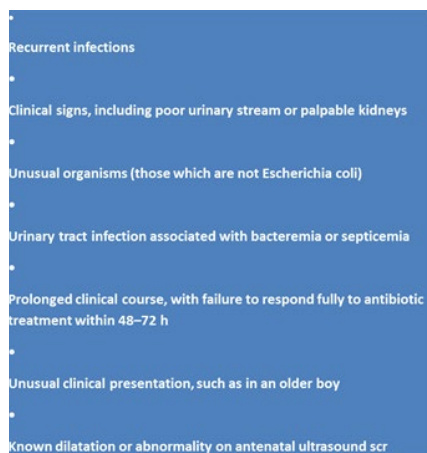 •
Recurrent infections
•
Clinical signs, including poor urinary stream or palpable kidneys
•
Unusual organisms (those which are not Escherichia coli)
•
Urinary tract infection associated with bacteremia or septicemia
•
Prolonged clinical course, with failure to respond fully to antibiotic
treatment within 48–72 h
•
Unusual clinical presentation, such as in an older boy
•
Known dilatation or abnormality on antenatal ultrasound scr